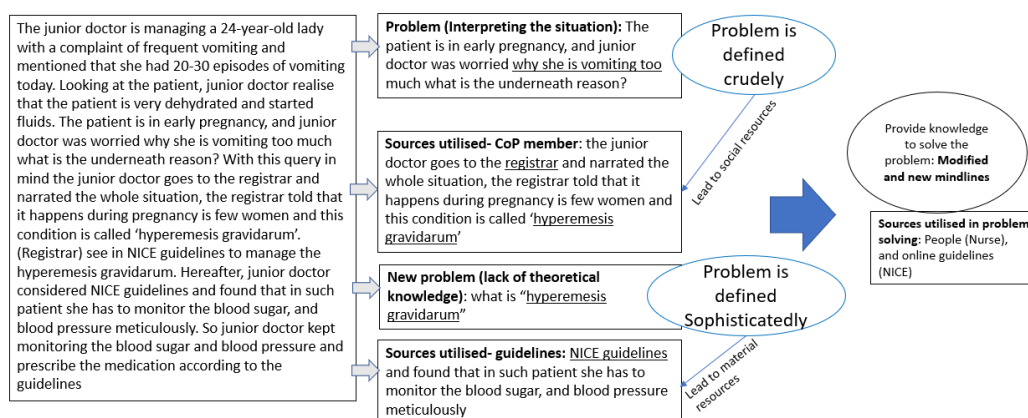 The junior doctor is managing a 24-year-old lady
with a complaint of frequent vomiting and
mentioned that she had 20-30 episodes of vomiting
today. Looking at the patient, junior doctor realise
that the patient is very dehydrated and started
fluids. The patient is in early pregnancy, and junior
doctor was worried why she is vomiting too much
what is the underneath reason? With this query in
mind the junior doctor goes to the registrar and
narrated the whole situation, the registrar told that
it happens during pregnancy is few women and this
condition is called ‘hyperemesis gravidarum’.
(Registrar) see in NICE guidelines to manage the
hyperemesis gravidarum. Hereafter, junior doctor
considered NICE guidelines and found that in such
patient she has to monitor the blood sugar, and
blood pressure meticulously. So junior doctor kept
monitoring the blood sugar and blood pressure and
prescribe the medication according to the
guidelines
Problem (Interpreting the situation): The
patient is in early pregnancy, and junior
doctor was worried why she is vomiting too
much what is the underneath reason?
Problem is
defined
crudely
Lead to social resources
Sources utilised- CoP member: the junior
doctor goes to the registrar and narrated the
whole situation, the registrar told that it
happens during pregnancy is few women and
this condition is called ‘hyperemesis
gravidarum’
New problem (lack of theoretical
knowledge): what is “hyperemesis
gravidarum”
Problem is
defined
Sophisticatedly
Lead to material
resources
Sources utilised- guidelines: NICE guidelines
and found that in such patient she has to
monitor the blood sugar, and blood pressure
meticulously
Provide knowledge
to solve the
problem: Modified
and new mindlines
Sources utilised in problem
solving: People (Nurse),
and online guidelines
(NICE)